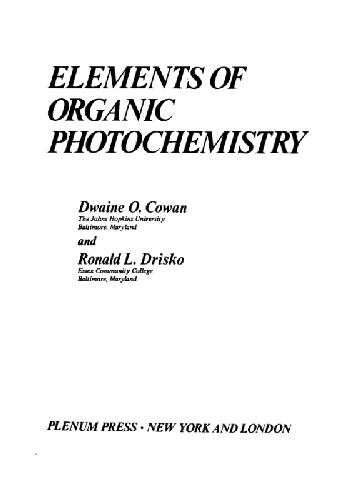 ELEMENTS OF
ORGANIC
PHOTOCHEMISTRY
Dwaine O. Cowan
The Johns Hopkins University
Baltimore, Maryland
and
Ronald L. Drisko
Essex Community College
Baltimore, Maryland
PLENUM PRESS • NEW YORK AND LONDON